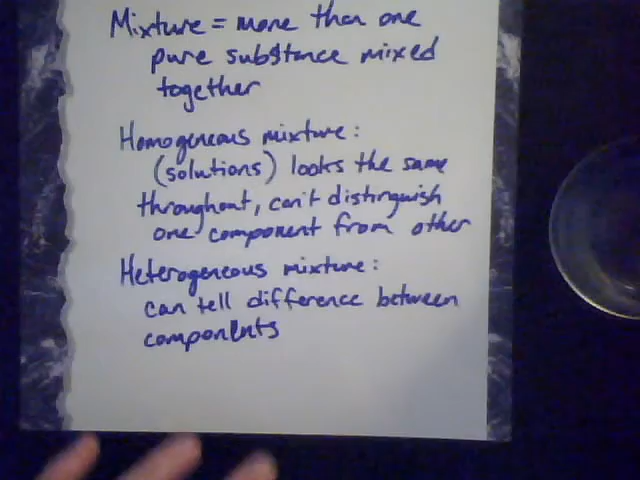 Mixture = more than one
pure substance mixed
together
Homogeneous mixture:
(solutions) looks the same
throughout, can't distinguish
one component from other
Heterogeneous mixture:
can tell difference between
components